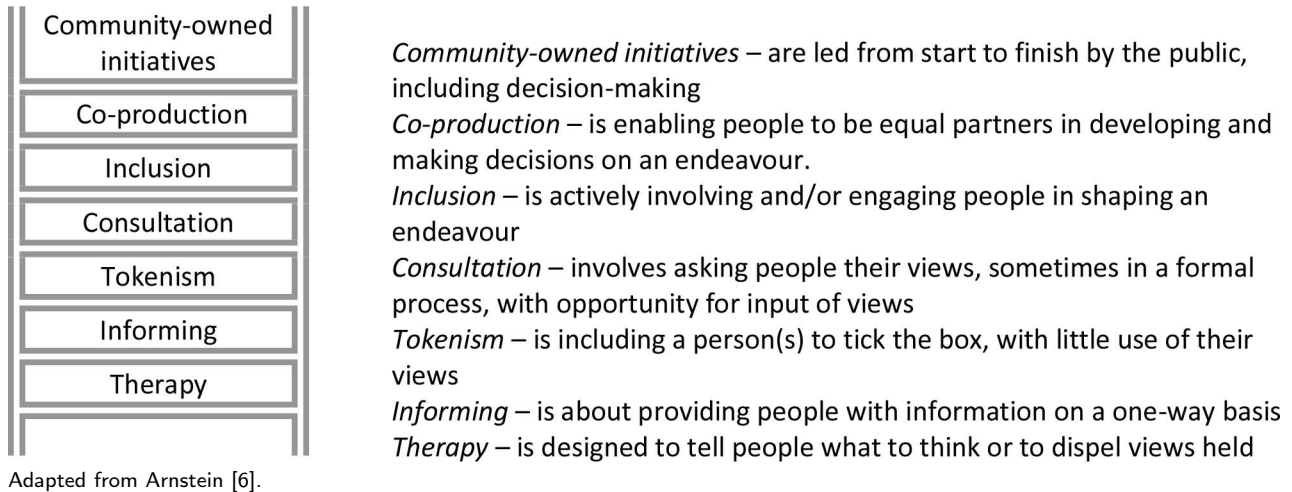 Community-owned
initiatives
Co-production
Inclusion
Consultation
Tokenism
Informing
Therapy
Community-owned initiatives – are led from start to finish by the public,
including decision-making
Co-production – is enabling people to be equal partners in developing and
making decisions on an endeavour.
Inclusion – is actively involving and/or engaging people in shaping an
endeavour
Consultation – involves asking people their views, sometimes in a formal
process, with opportunity for input of views
Tokenism – is including a person(s) to tick the box, with little use of their
views
Informing – is about providing people with information on a one-way basis
Therapy – is designed to tell people what to think or to dispel views held
Adapted from Arnstein [6].